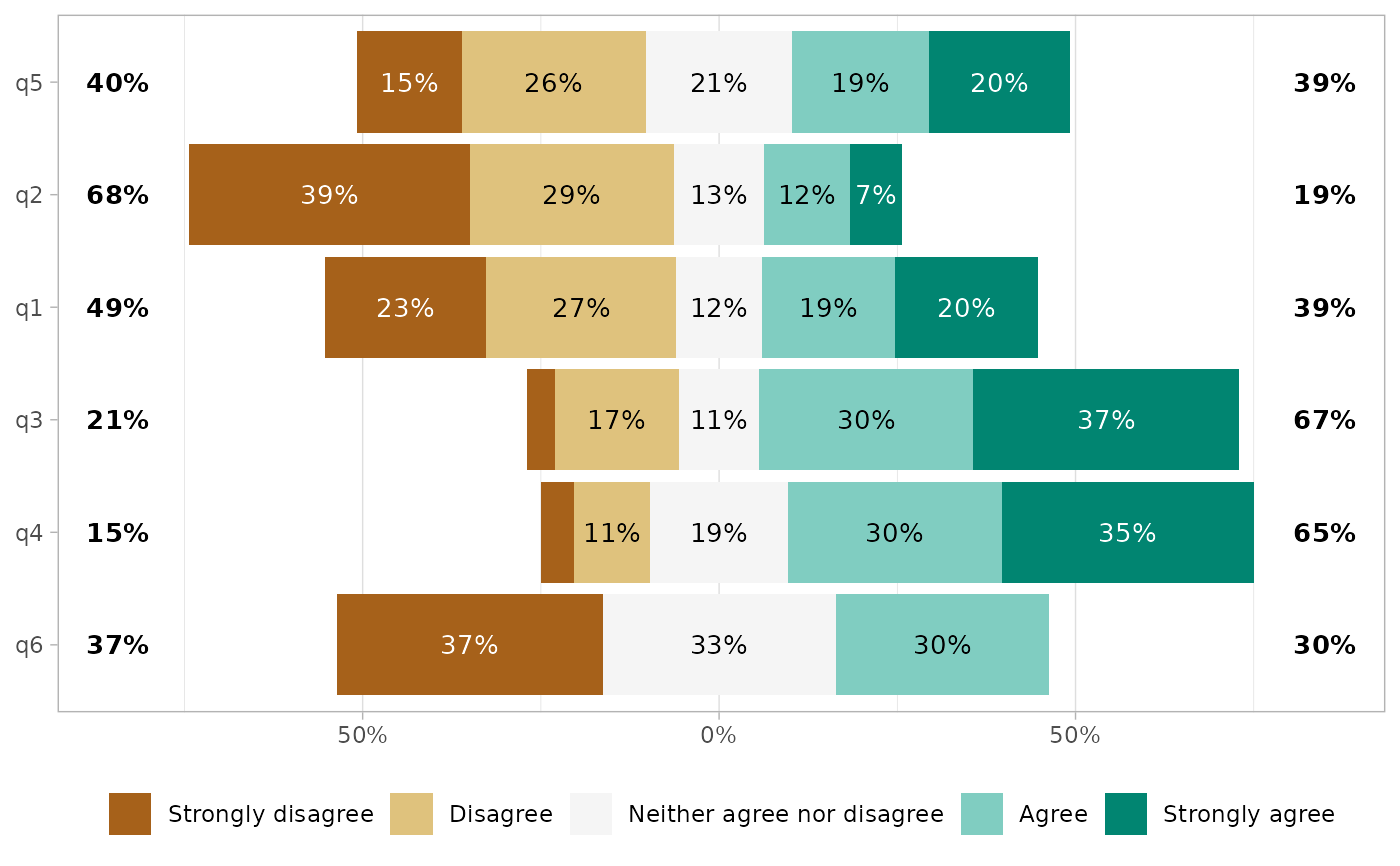 q5 40% 15% 26% 21% 19% 20% 39%
q2 68% 39% 29% 13% 12% 7% 19%
q1 49% 23% 27% 12% 19% 20% 39%
q3 21% 17% 11% 30% 37% 67%
q4 15% 11% 19% 30% 35% 65%
q6 37% 37% 33% 30% 30%
50% 0% 50%
Strongly disagree Disagree Neither agree nor disagree Agree Strongly agree